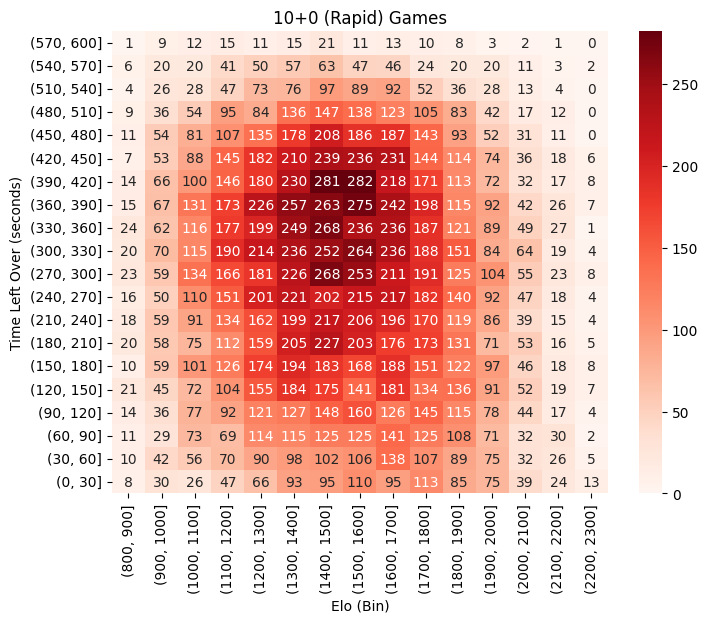 10+0 (Rapid) Games
Time Left Over (seconds)
(570, 600] 1 9 12 15 11 15 21 11 13 10 8 3 2 1 0
(540, 570] 6 20 20 41 50 57 63 47 46 24 20 20 11 3 2
(510, 540] 4 26 28 47 73 76 97 89 92 52 36 28 13 4 0
(480, 510] 9 36 54 95 84 136 147 138 123 105 83 42 17 12 0
(450, 480] 11 54 81 107 135 178 208 186 187 143 93 52 31 11 0
(420, 450] 7 53 88 145 182 210 239 236 231 144 114 74 36 18 6
(390, 420] 14 66 100 146 180 230 281 282 218 171 113 72 32 17 8
(360, 390] 15 67 131 173 226 257 263 275 242 198 115 92 42 26 7
(330, 360] 24 62 116 177 199 249 268 236 236 187 121 89 49 27 1
(300, 330] 20 70 115 190 214 236 252 264 236 188 151 84 64 19 4
(270, 300] 23 59 134 166 181 226 268 253 211 191 125 104 55 23 8
(240, 270] 16 50 110 151 201 221 202 215 217 182 140 92 47 18 4
(210, 240] 18 59 91 134 162 199 217 206 196 170 119 86 39 15 4
(180, 210] 20 58 75 112 159 205 227 203 176 173 131 71 53 16 5
(150, 180] 10 59 101 126 174 194 183 168 188 151 122 97 46 18 8
(120, 150] 21 45 72 104 155 184 175 141 181 134 136 91 52 19 7
(90, 120] 14 36 77 92 121 127 148 160 126 145 115 78 44 17 4
(60, 90] 11 29 73 69 114 115 125 125 141 125 108 71 32 30 2
(30, 60] 10 42 56 70 90 98 102 106 138 107 89 75 32 26 5
(0, 30] 8 30 26 47 66 93 95 110 95 113 85 75 39 24 13
(800, 900] (900, 1000] (1000, 1100] (1100, 1200] (1200, 1300] (1300, 1400] (1400, 1500] (1500, 1600] (1600, 1700] (1700, 1800] (1800, 1900] (1900, 2000] (2000, 2100] (2100, 2200] (2200, 2300]
Elo (Bin)
250
200
150
100
50
0